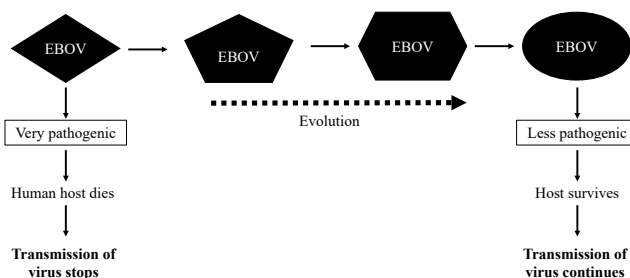 EBOV
EBOV
EBOV
EBOV
Evolution
Very pathogenic
Human host dies
Transmission of
virus stops
Less pathogenic
Host survives
Transmission of
virus continues